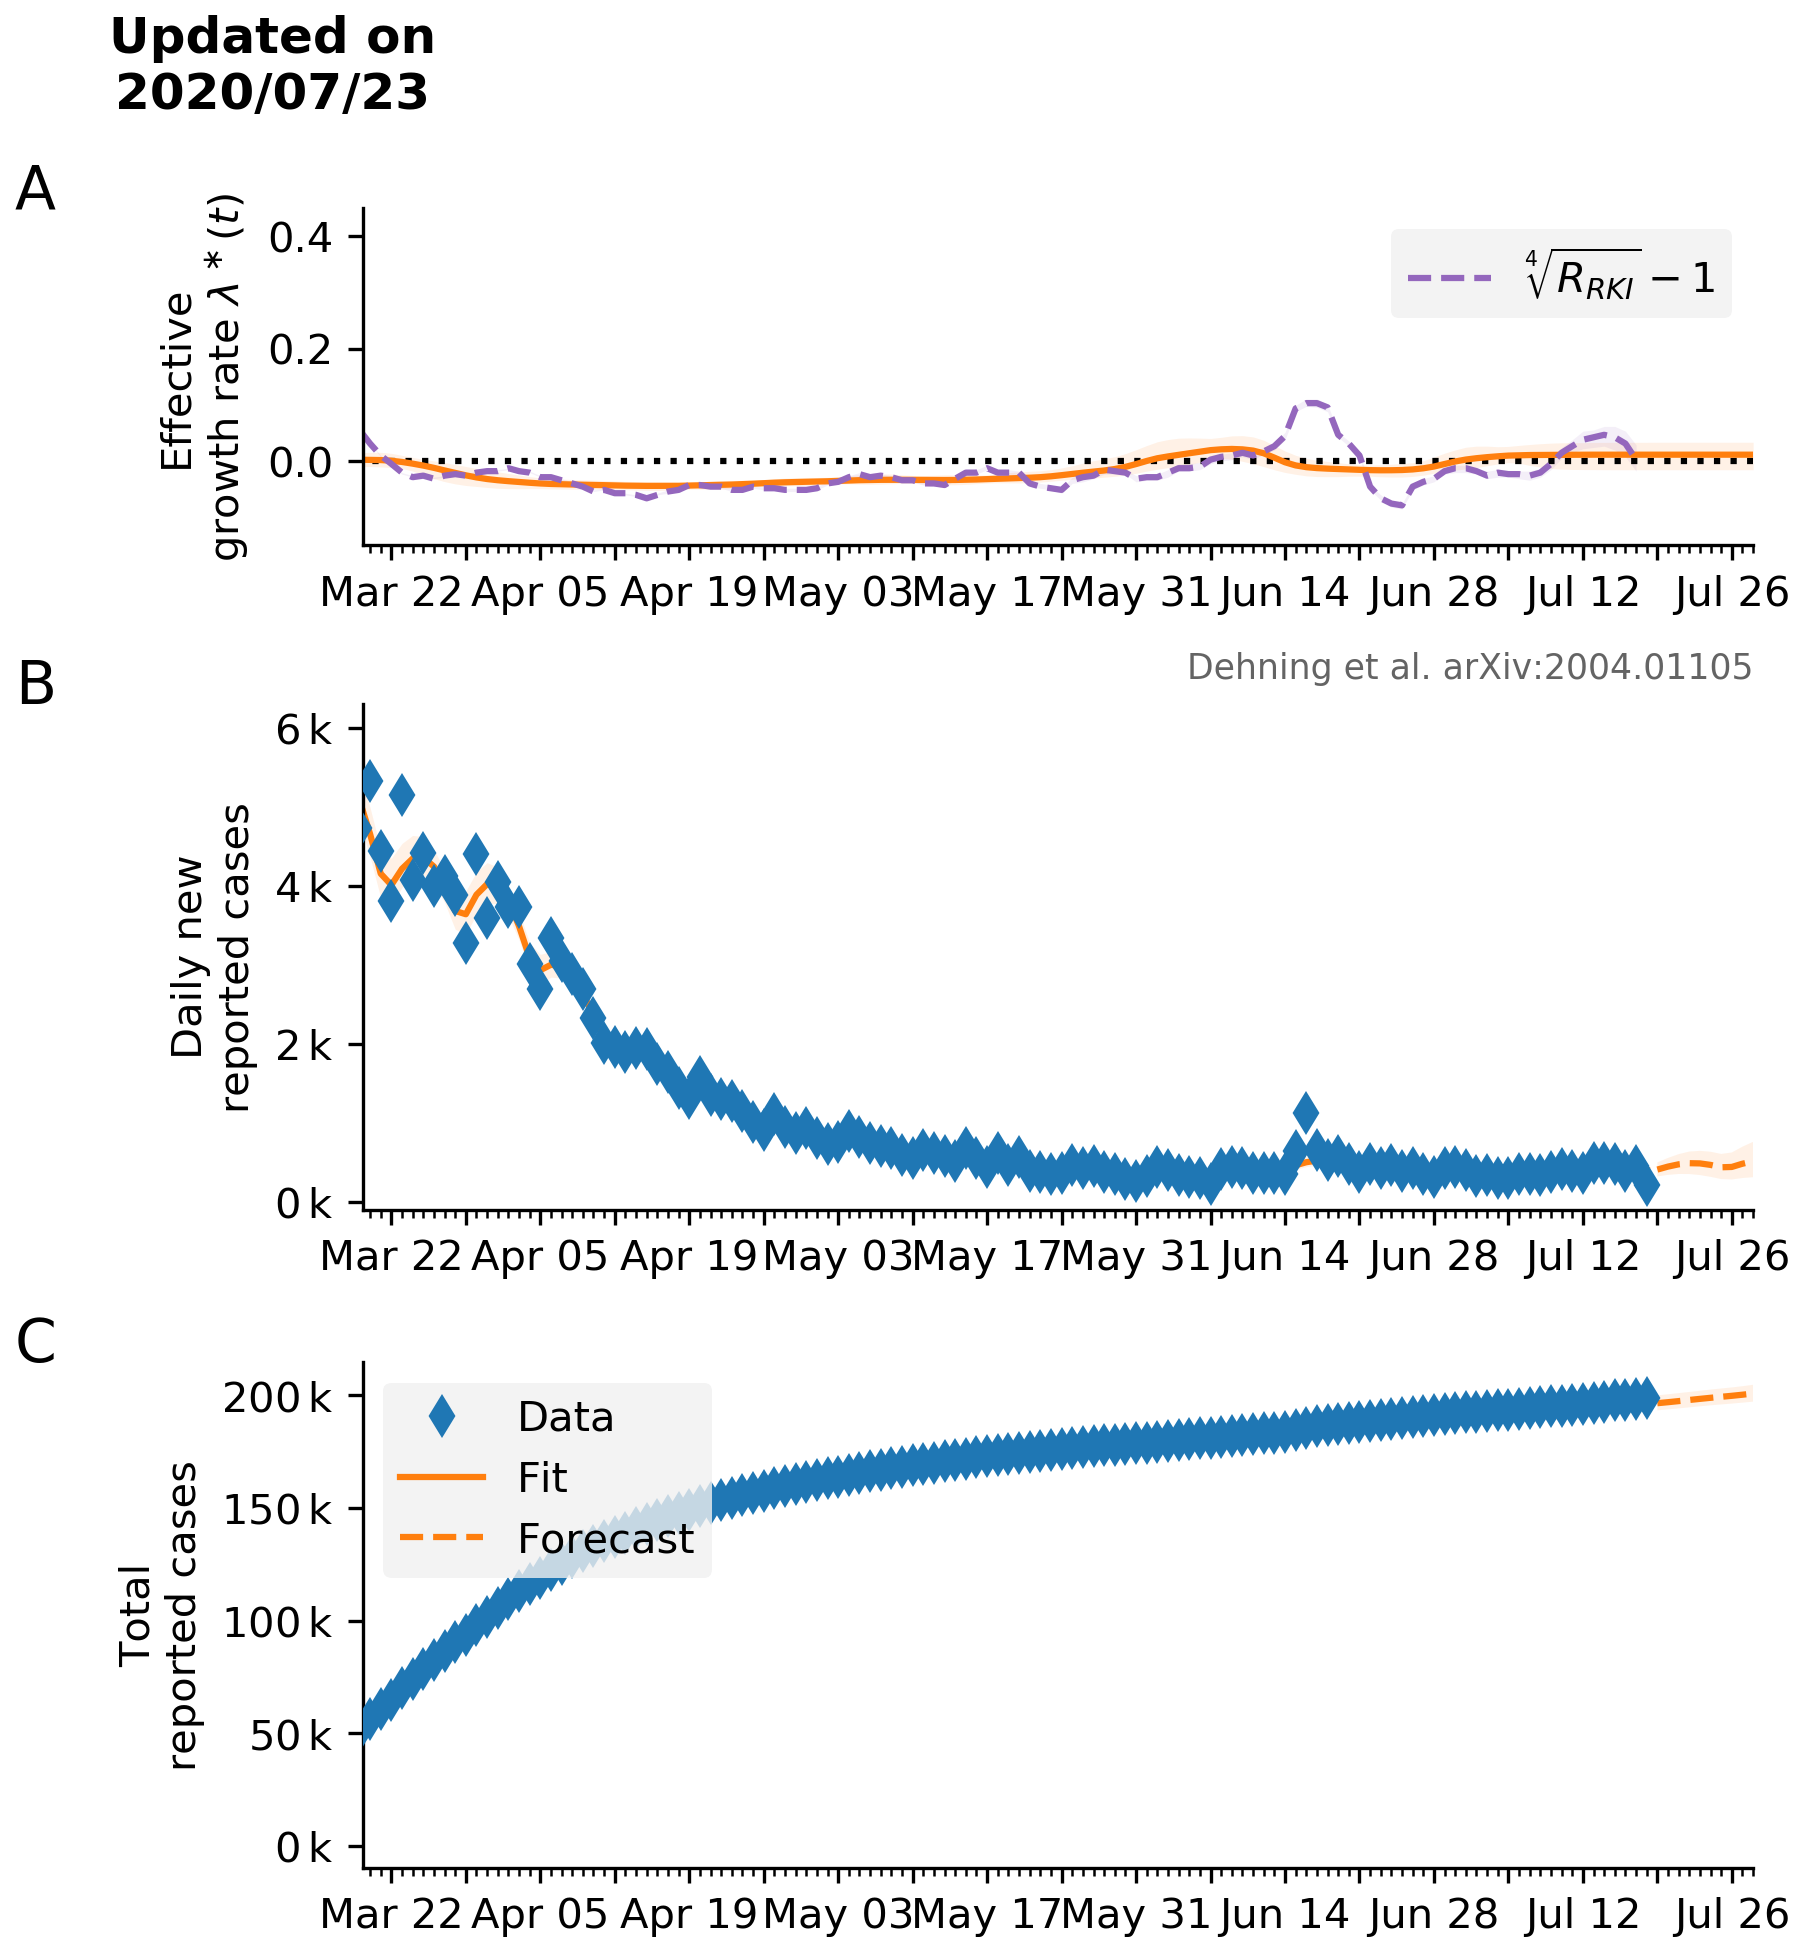 Updated on
2020/07/23
A
Effective
growth rate λ * (t)
0.4
0.2
0.0
∜R_RKI − 1
Mar 22 Apr 05 Apr 19 May 03 May 17 May 31 Jun 14 Jun 28 Jul 12 Jul 26
B
Dehning et al. arXiv:2004.01105
Daily new
reported cases
6 k
4 k
2 k
0 k
Mar 22 Apr 05 Apr 19 May 03 May 17 May 31 Jun 14 Jun 28 Jul 12 Jul 26
C
Total
reported cases
200 k
150 k
100 k
50 k
0 k
Data
Fit
Forecast
Mar 22 Apr 05 Apr 19 May 03 May 17 May 31 Jun 14 Jun 28 Jul 12 Jul 26